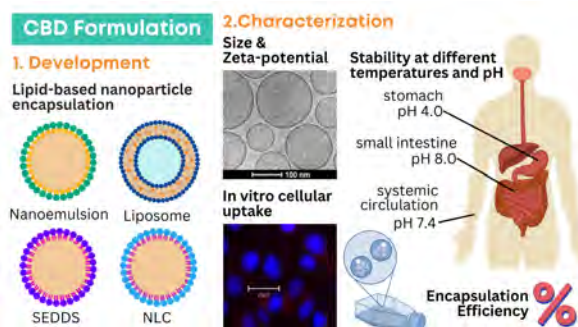 CBD Formulation
1. Development
Lipid-based nanoparticle
encapsulation
Nanoemulsion
Liposome
SEDDS
NLC
2.Characterization
Size &
Zeta-potential
100 nm
In vitro cellular
uptake
Stability at different
temperatures and pH
stomach
pH 4.0
small intestine
pH 8.0
systemic
circulation
pH 7.4
Encapsulation
Efficiency
%